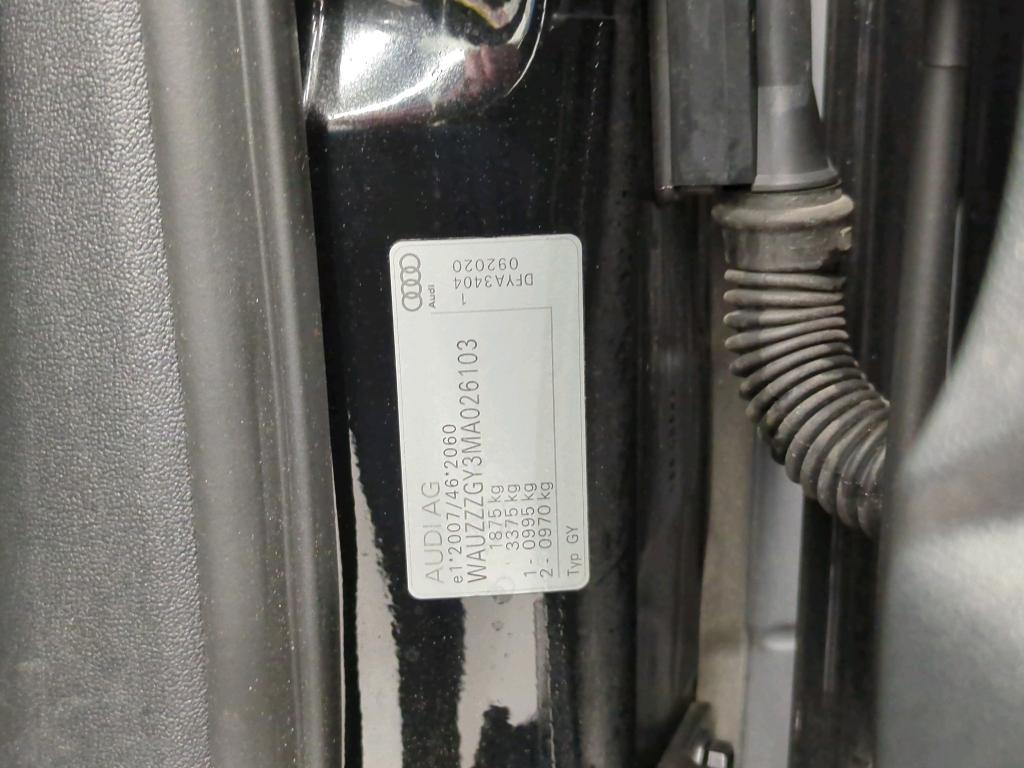 AUDI AG
e1*2007/46*2060
WAUZZZGY3MA026103
1875 kg
3375 kg
1 - 0995 kg
2 - 0970 kg
Typ GY
Audi
1
DFYA3404
092020